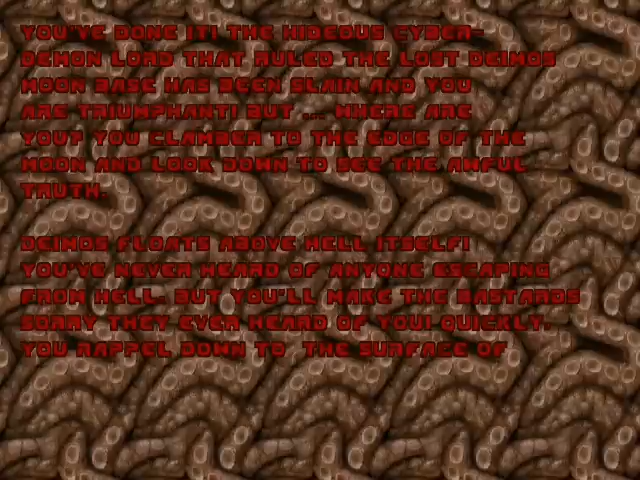 YOU'VE DONE IT! THE HIDEOUS CYBER-
DEMON LORD THAT RULED THE LOST DEIMOS
MOON BASE HAS BEEN SLAIN AND YOU
ARE TRIUMPHANT! BUT ... WHERE ARE
YOU? YOU CLAMBER TO THE EDGE OF THE
MOON AND LOOK DOWN TO SEE THE AWFUL
TRUTH.
DEIMOS FLOATS ABOVE HELL ITSELF!
YOU'VE NEVER HEARD OF ANYONE ESCAPING
FROM HELL, BUT YOU'LL MAKE THE BASTARDS
SORRY THEY EVER HEARD OF YOU! QUICKLY,
YOU RAPPEL DOWN TO THE SURFACE OF